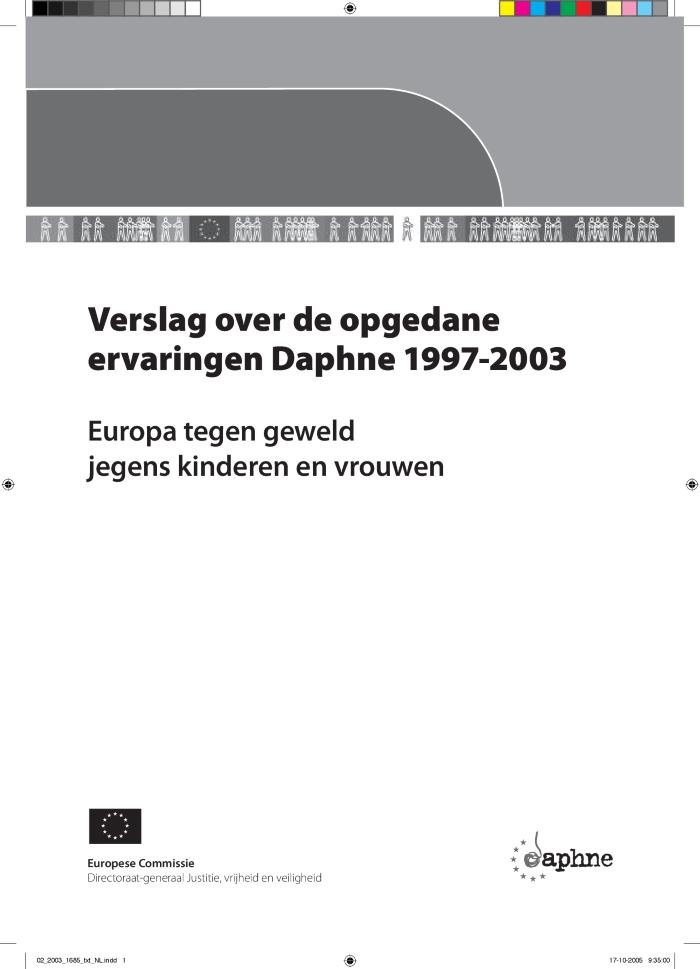 Verslag over de opgedane
ervaringen Daphne 1997-2003
Europa tegen geweld
jegens kinderen en vrouwen
Europese Commissie
Directoraat-generaal Justitie, vrijheid en veiligheid
daphne
02_2003_1685_txt_NL.indd 1
17-10-2005 9:35:00